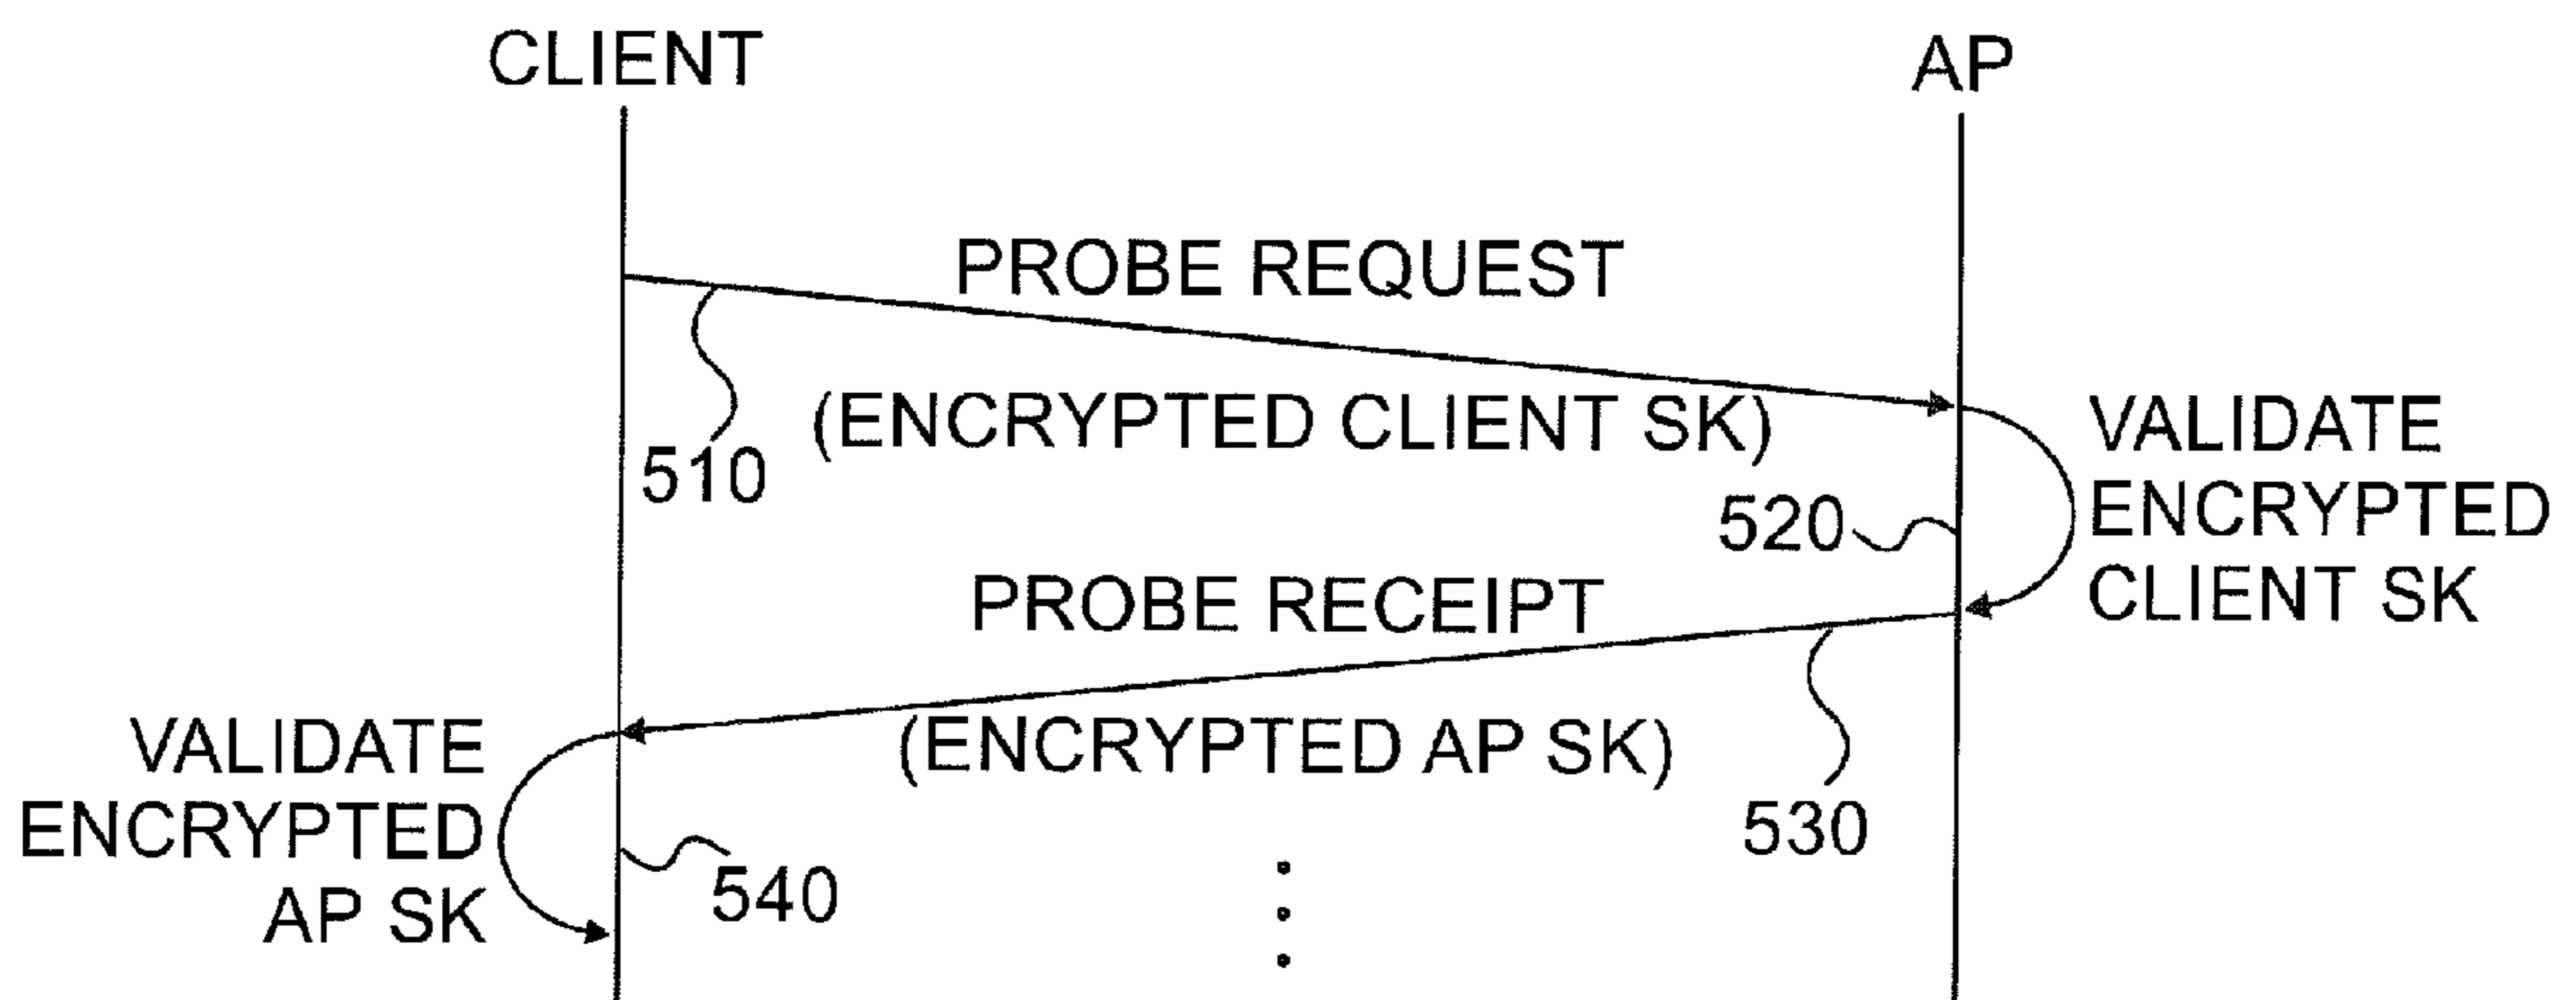 CLIENT
AP
PROBE REQUEST
(ENCRYPTED CLIENT SK)
510
VALIDATE
ENCRYPTED
CLIENT SK
520
PROBE RECEIPT
(ENCRYPTED AP SK)
530
VALIDATE
ENCRYPTED
AP SK
540